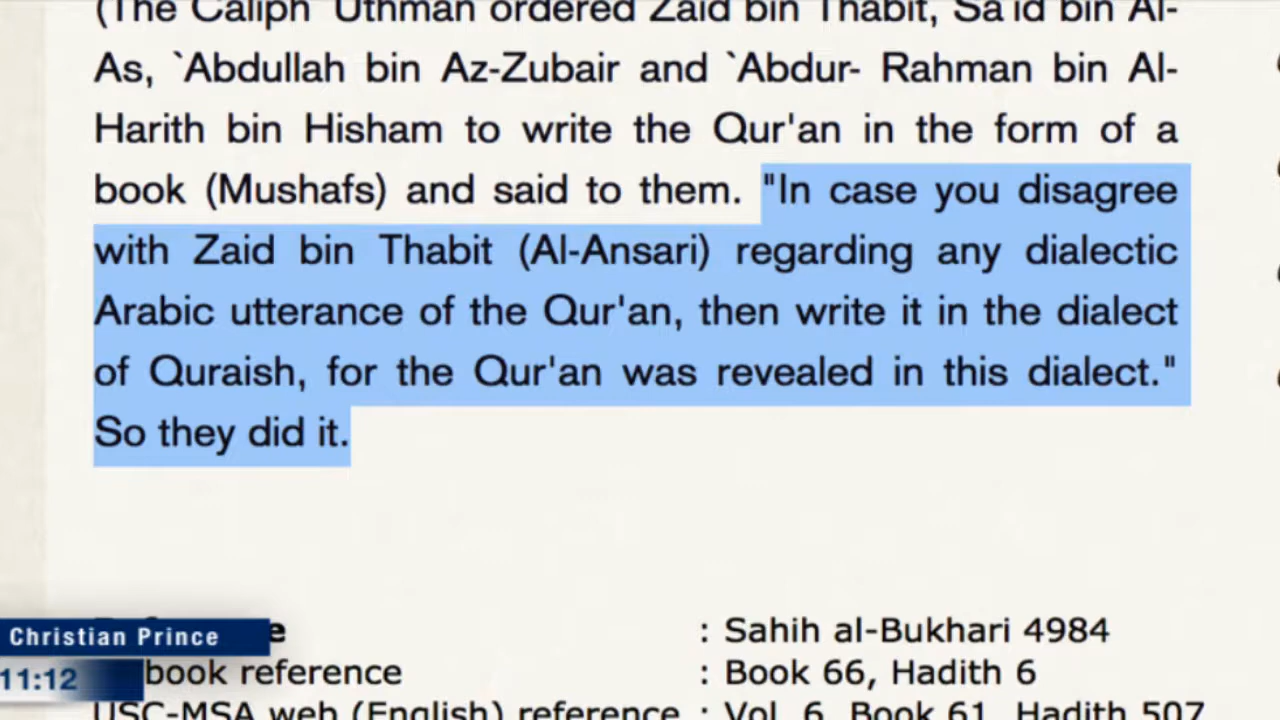 (The Caliph `Uthman ordered Zaid bin Thabit, Sa`id bin Al-
As, `Abdullah bin Az-Zubair and `Abdur- Rahman bin Al-
Harith bin Hisham to write the Qur'an in the form of a
book (Mushafs) and said to them. "In case you disagree
with Zaid bin Thabit (Al-Ansari) regarding any dialectic
Arabic utterance of the Qur'an, then write it in the dialect
of Quraish, for the Qur'an was revealed in this dialect."
So they did it.
: Sahih al-Bukhari 4984
Christian Prince
book reference : Book 66, Hadith 6
11:12
USC-MSA web (English) reference : Vol. 6, Book 61, Hadith 507